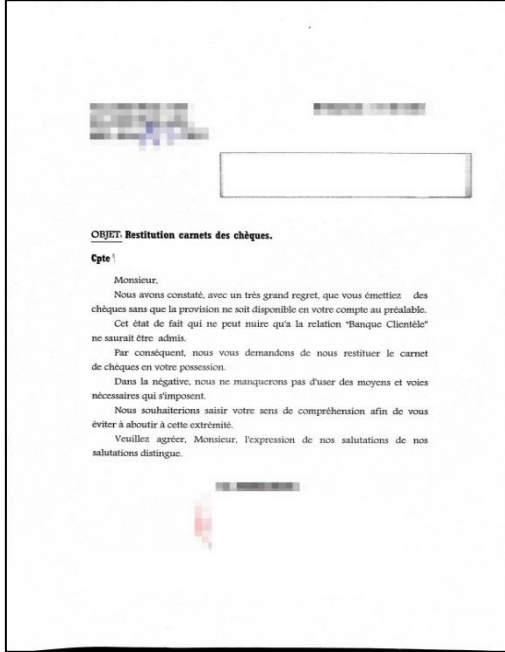 OBJET: Restitution carnets des chèques.
Cpte
Monsieur,
Nous avons constaté, avec un très grand regret, que vous émettiez des
chèques sans que la provision ne soit disponible en votre compte au préalable.
Cet état de fait qui ne peut nuire qu'a la relation "Banque Clientèle"
ne saurait être admis.
Par conséquent, nous vous demandons de nous restituer le carnet
de chèques en votre possession.
Dans la négative, nous ne manquerons pas d'user des moyens et voies
nécessaires qui s'imposent.
Nous souhaiterions saisir votre sens de compréhension afin de vous
éviter à aboutir à cette extrémité.
Veuillez agréer, Monsieur, l'expression de nos salutations de nos
salutations distingue.